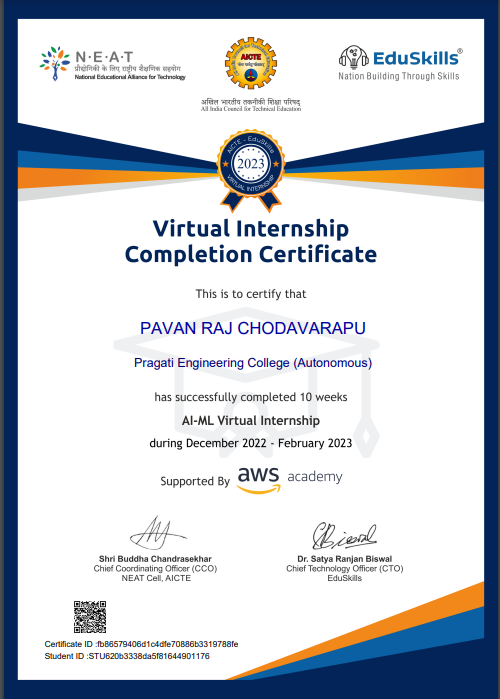 N·E·A·T
प्रौद्योगिकी के लिए राष्ट्रीय शैक्षणिक सहयोग
National Educational Alliance for Technology
AICTE
अखिल भारतीय तकनीकी शिक्षा परिषद्
All India Council for Technical Education
EduSkills®
Nation Building Through Skills
AICTE - EduSkills
2023
VIRTUAL INTERNSHIP
Virtual Internship
Completion Certificate
This is to certify that
PAVAN RAJ CHODAVARAPU
Pragati Engineering College (Autonomous)
has successfully completed 10 weeks
AI-ML Virtual Internship
during December 2022 - February 2023
Supported By aws academy
Shri Buddha Chandrasekhar
Chief Coordinating Officer (CCO)
NEAT Cell, AICTE
Biswal
Dr. Satya Ranjan Biswal
Chief Technology Officer (CTO)
EduSkills
Certificate ID :fb86579406d1c4dfe70886b3319788fe
Student ID :STU620b3338da5f81644901176